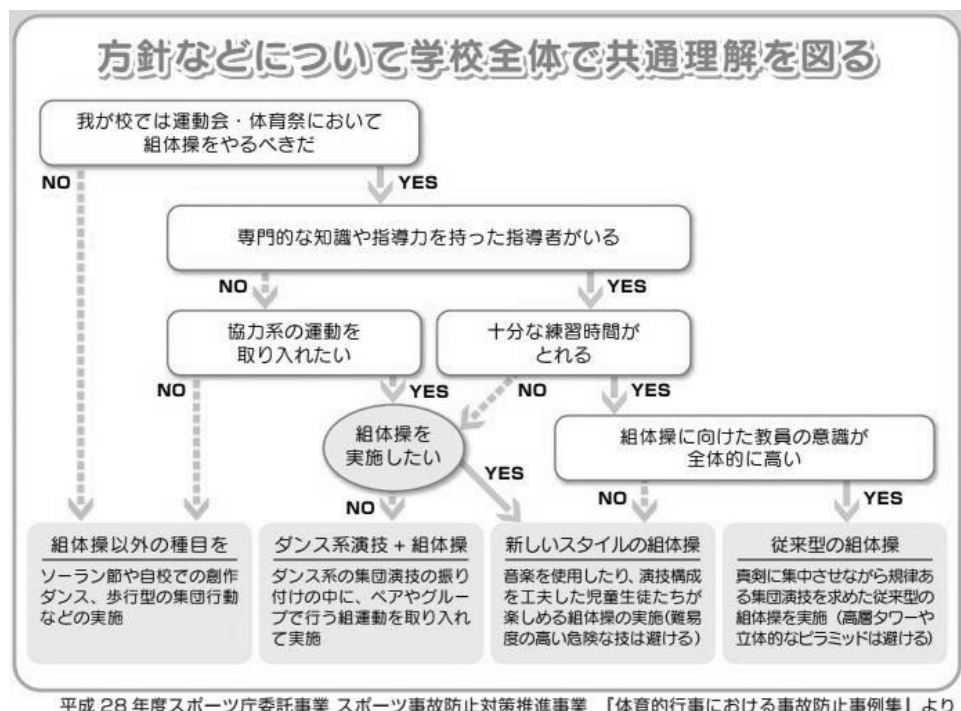 方針などについて学校全体で共通理解を図る
我が校では運動会・体育祭において
組体操をやるべきだ
NO
YES
専門的な知識や指導力を持った指導者がいる
NO
YES
協力系の運動を
取り入れたい
十分な練習時間が
とれる
NO
YES
NO
YES
組体操を
実施したい
組体操に向けた教員の意識が
全体的に高い
YES
NO
NO
YES
組体操以外の種目を
ソーラン節や自校での創作
ダンス、歩行型の集団行動
などの実施
ダンス系演技+組体操
ダンス系の集団演技の振り
付けの中に、ペアやグルー
プで行う組運動を取り入れ
て実施
新しいスタイルの組体操
音楽を使用したり、演技構成
を工夫した児童生徒たちが
楽しめる組体操の実施(難易
度の高い危険な技は避ける)
従来型の組体操
真剣に集中させながら規律あ
る集団演技を求めた従来型の
組体操を実施(高層タワーや
立体的なピラミッドは避ける)
平成28年度スポーツ庁委託事業 スポーツ事故防止対策推進事業 『体育的行事における事故防止事例集』より